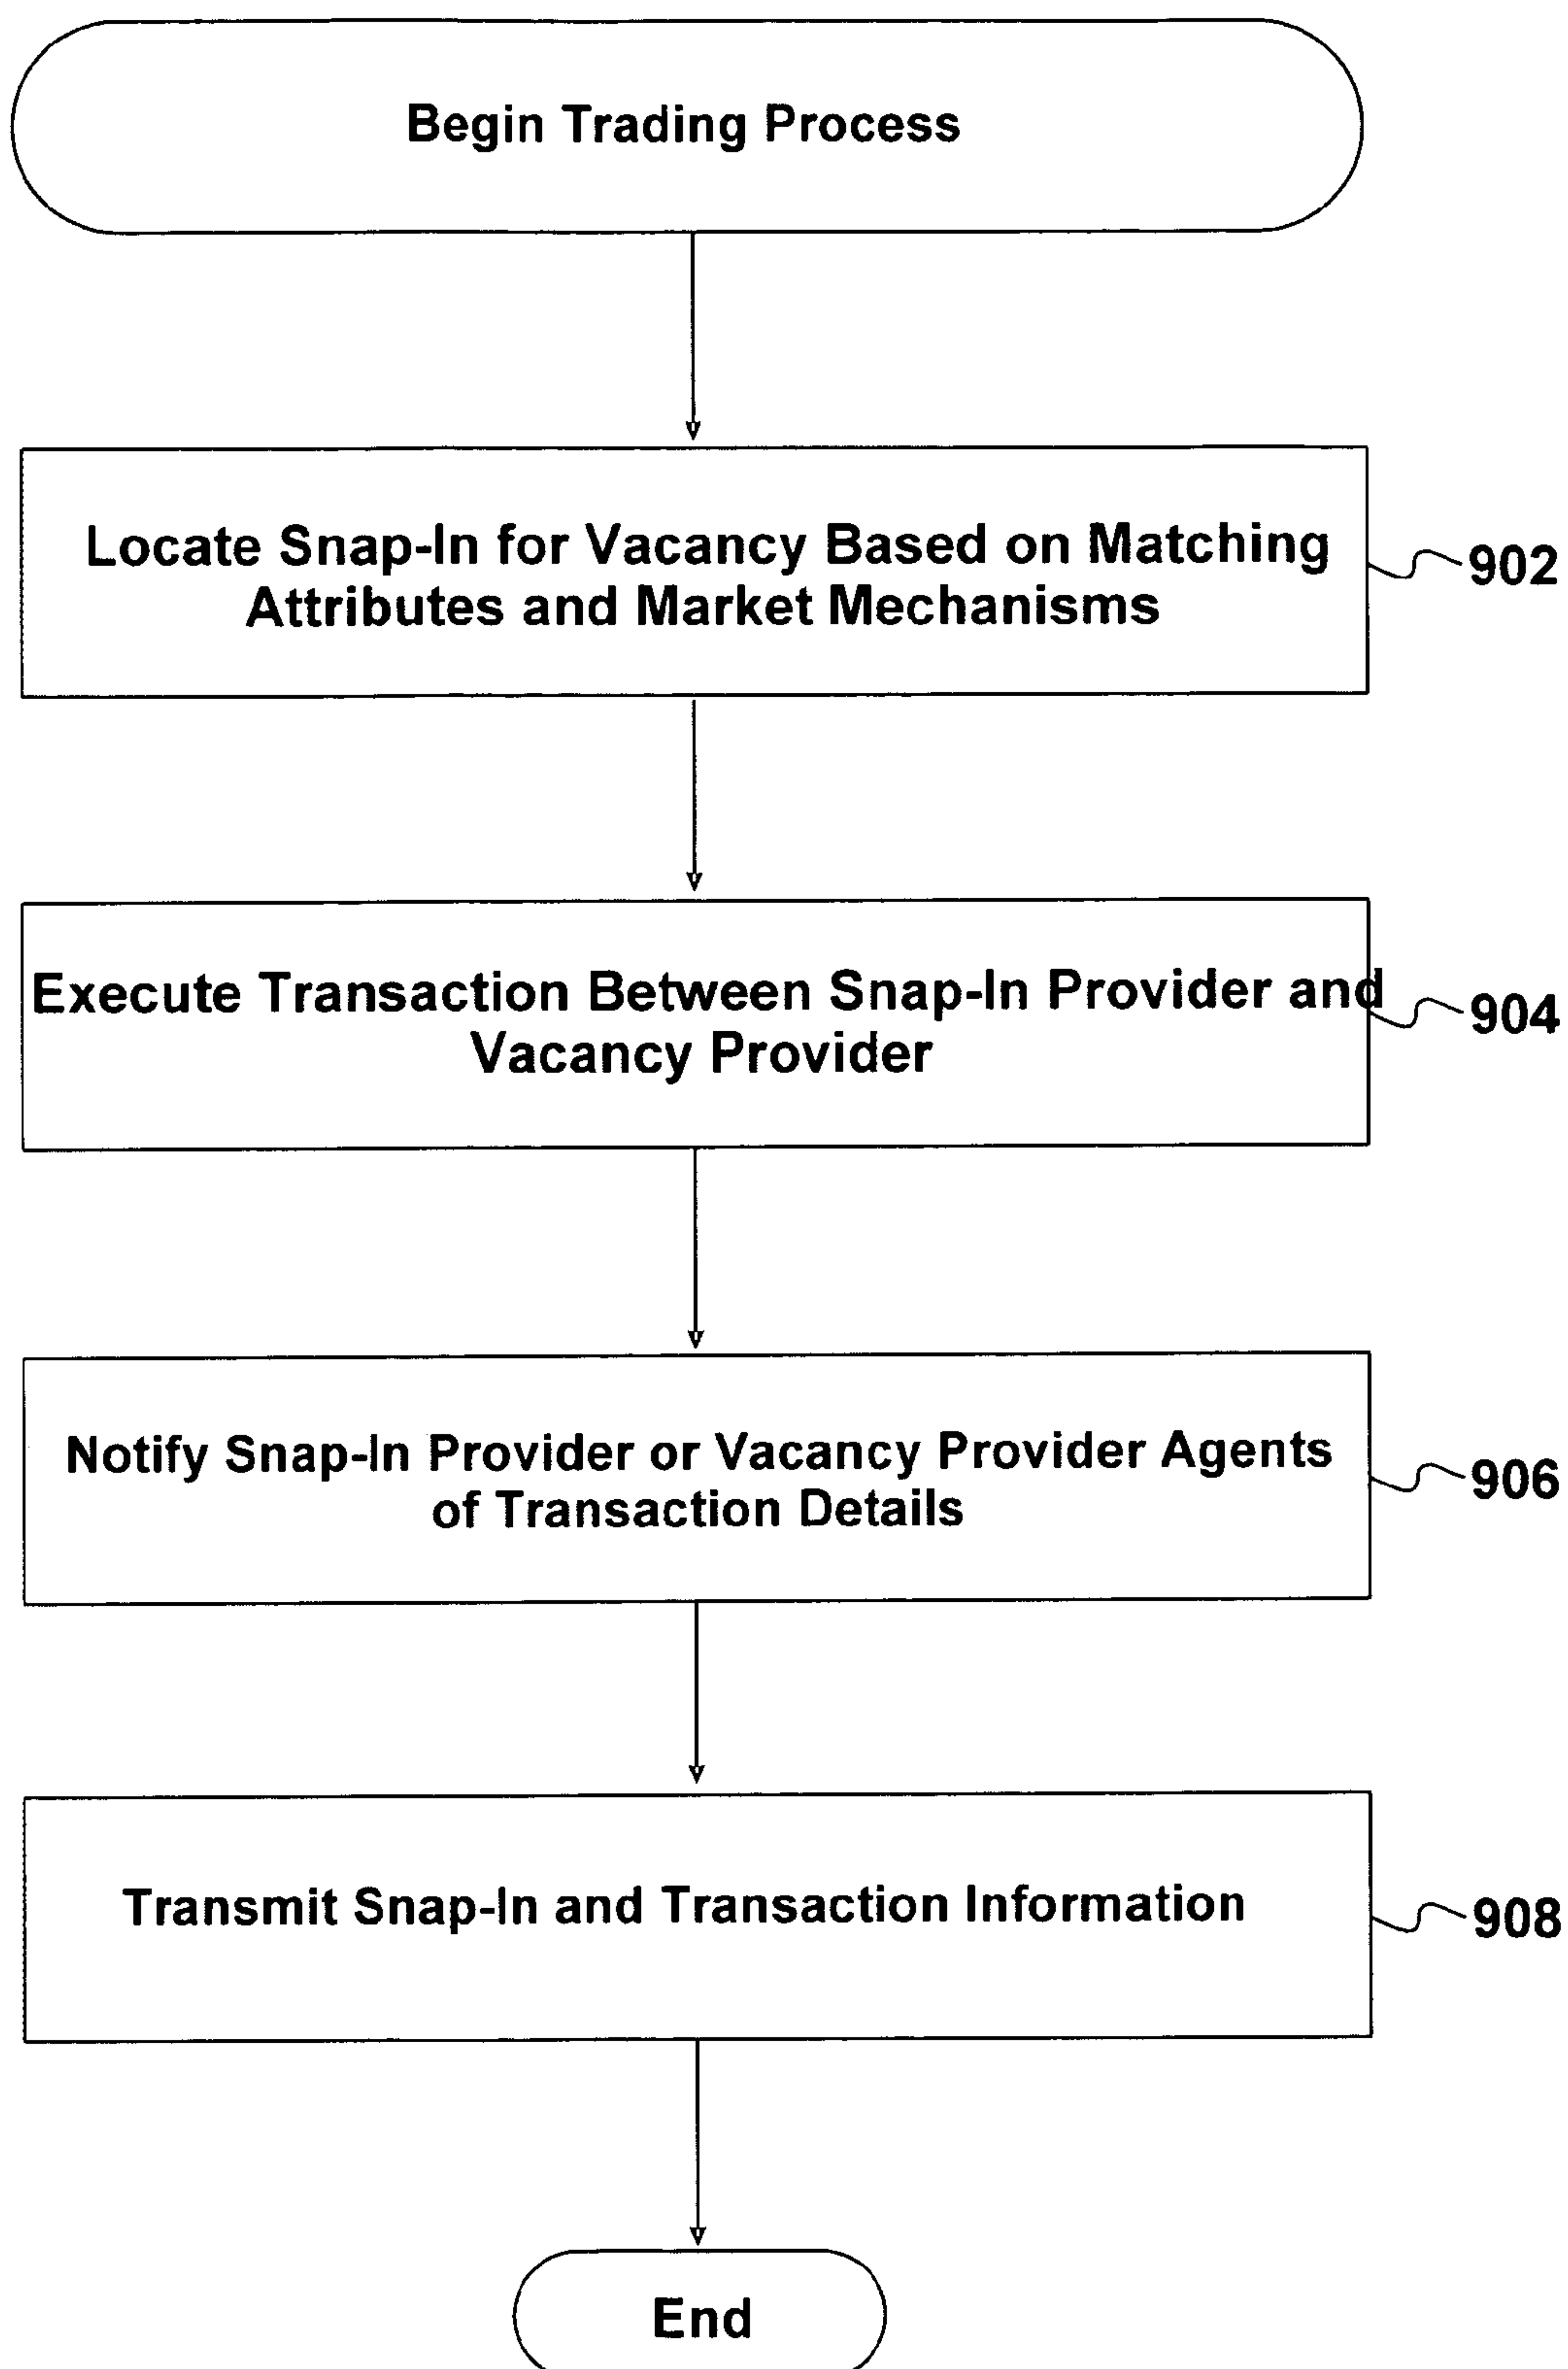 Begin Trading Process
Locate Snap-In for Vacancy Based on Matching
Attributes and Market Mechanisms
902
Execute Transaction Between Snap-In Provider and
Vacancy Provider
904
Notify Snap-In Provider or Vacancy Provider Agents
of Transaction Details
906
Transmit Snap-In and Transaction Information
908
End